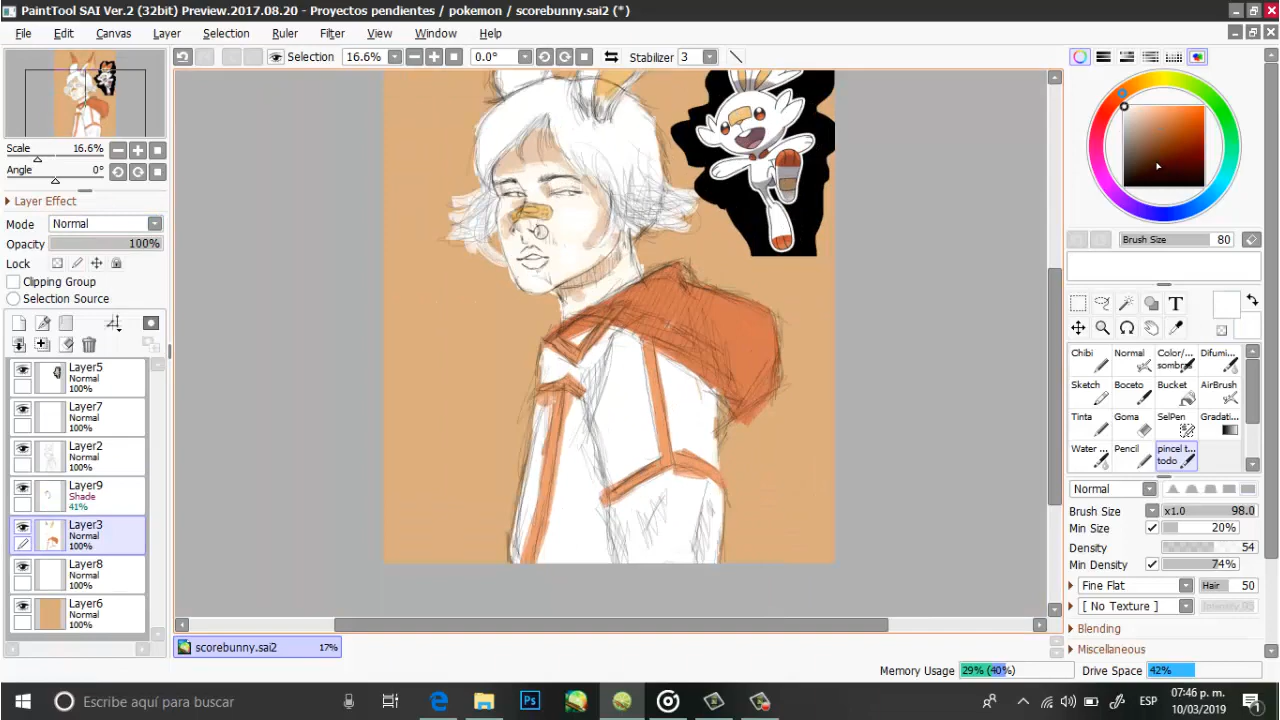 PaintTool SAI Ver.2 (32bit) Preview.2017.08.20 - Proyectos pendientes / pokemon / scorebunny.sai2 (*)
File Edit Canvas Layer Selection Ruler Filter View Window Help
Selection 16.6% 0.0° Stabilizer 3
Scale 16.6%
Angle 0°
Layer Effect
Mode Normal
Opacity 100%
Lock
Clipping Group
Selection Source
Layer5
Normal
100%
Layer7
Normal
100%
Layer2
Normal
100%
Layer9
Shade
41%
Layer3
Normal
100%
Layer8
Normal
100%
Layer6
Normal
100%
scorebunny.sai2 17%
Brush Size 80
T
Chibi Normal Color/... sombra Difumi...
Sketch Boceto Bucket AirBrush
Tinta Goma SelPen Gradati...
Water ... Pencil pincel t... todo
Normal
Brush Size x1.0 98.0
Min Size 20%
Density 54
Min Density 74%
Fine Flat Hair 50
[ No Texture ] Intensity 95
Blending
Miscellaneous
Memory Usage 29% (40%) Drive Space 42%
Escribe aquí para buscar
Ps
ESP
07:46 p. m.
10/03/2019
1